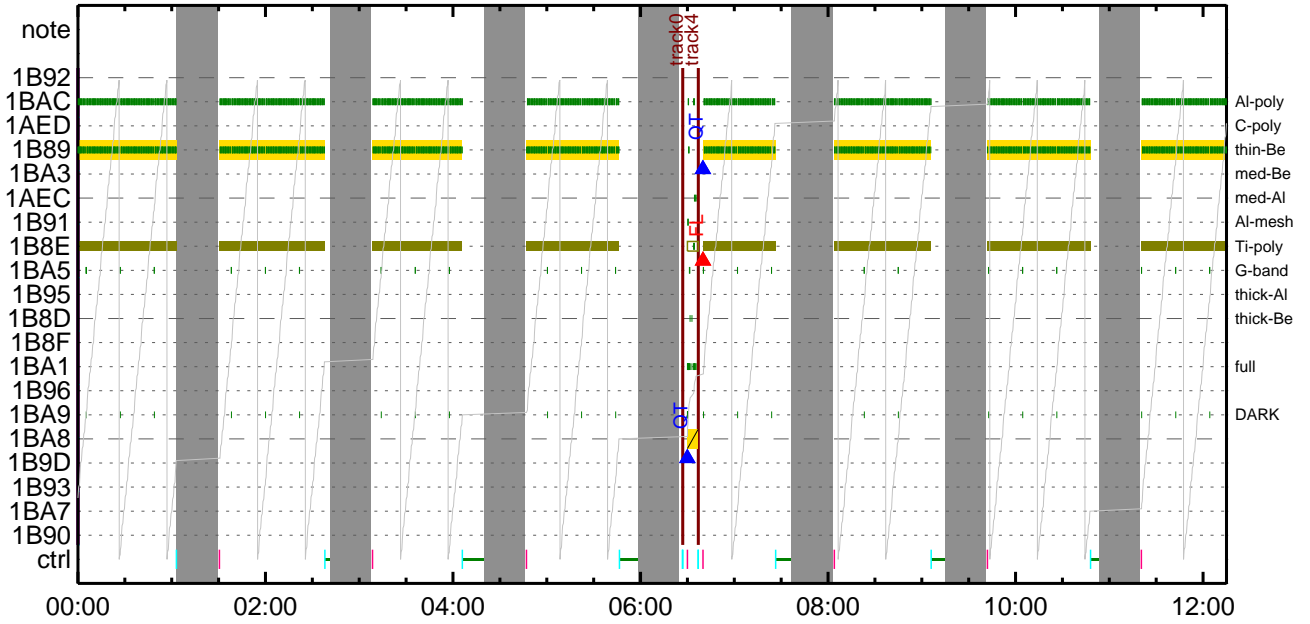 track0
track4
note
1B92
1BAC Al-poly
1AED C-poly
QT
1B89 thin-Be
1BA3 med-Be
1AEC med-Al
1B91 Al-mesh
FL
1B8E Ti-poly
1BA5 G-band
1B95 thick-Al
1B8D thick-Be
1B8F
1BA1 full
1B96
1BA9 DARK
QT
1BA8
1B9D
1B93
1BA7
1B90
ctrl
00:00 02:00 04:00 06:00 08:00 10:00 12:00